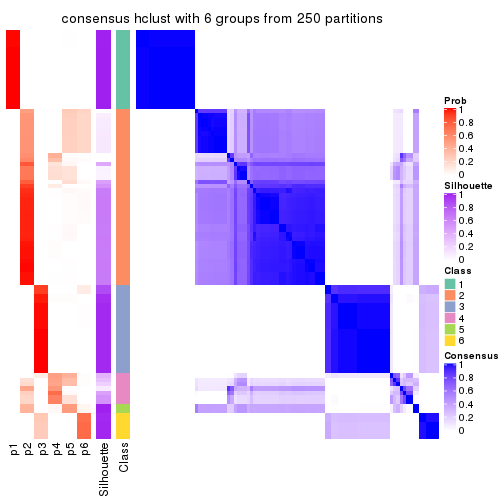 consensus hclust with 6 groups from 250 partitions
Prob
1
0.8
0.6
0.4
0.2
0
Silhouette
1
0.8
0.6
0.4
0.2
0
Class
1
2
3
4
5
6
Consensus
1
0.8
0.6
0.4
0.2
0
p1
p2
p3
p4
p5
p6
Silhouette
Class